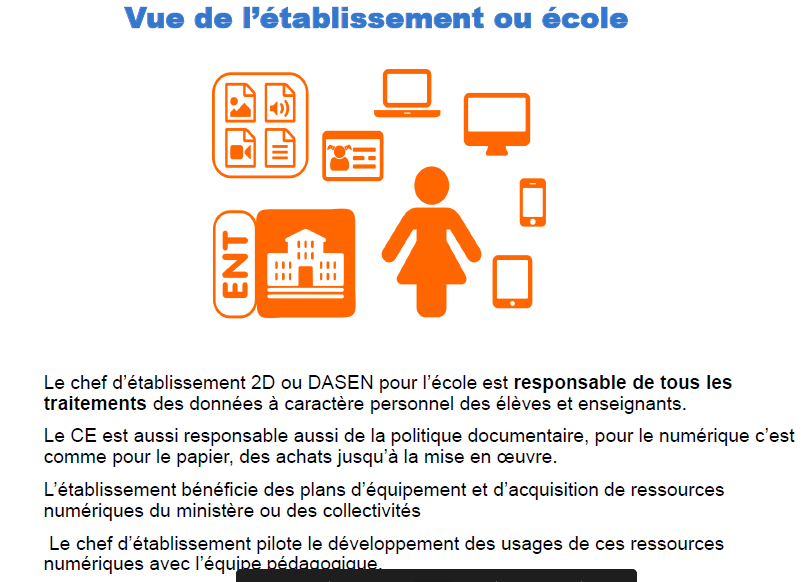 Vue de l’établissement ou école
ENT
Le chef d’établissement 2D ou DASEN pour l’école est responsable de tous les
traitements des données à caractère personnel des élèves et enseignants.
Le CE est aussi responsable aussi de la politique documentaire, pour le numérique c’est
comme pour le papier, des achats jusqu’à la mise en œuvre.
L’établissement bénéficie des plans d’équipement et d’acquisition de ressources
numériques du ministère ou des collectivités
Le chef d’établissement pilote le développement des usages de ces ressources
numériques avec l’équipe pédagogique.